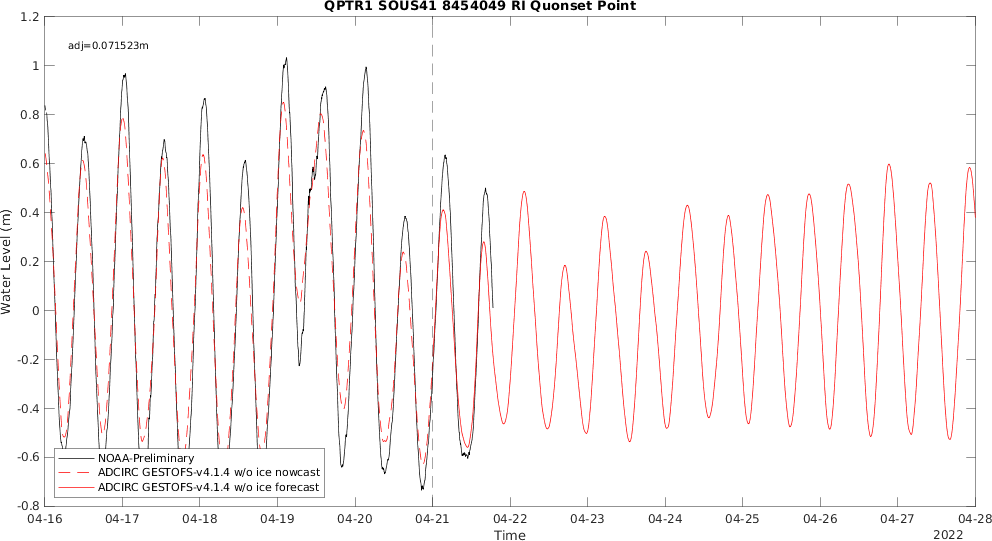 QPTR1 SOUS41 8454049 RI Quonset Point
adj=0.071523m
Water Level (m)
1.2
1
0.8
0.6
0.4
0.2
0
-0.2
-0.4
-0.6
-0.8
NOAA-Preliminary
ADCIRC GESTOFS-v4.1.4 w/o ice nowcast
ADCIRC GESTOFS-v4.1.4 w/o ice forecast
04-16 04-17 04-18 04-19 04-20 04-21 04-22 04-23 04-24 04-25 04-26 04-27 04-28
Time
2022